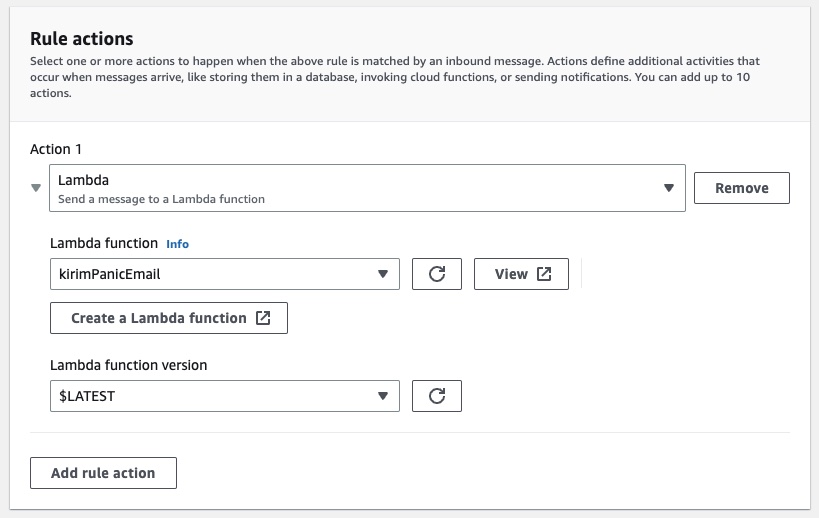 Rule actions
Select one or more actions to happen when the above rule is matched by an inbound message. Actions define additional activities that
occur when messages arrive, like storing them in a database, invoking cloud functions, or sending notifications. You can add up to 10
actions.
Action 1
Lambda
Send a message to a Lambda function
Remove
Lambda function Info
kirimPanicEmail
View
Create a Lambda function
Lambda function version
$LATEST
Add rule action